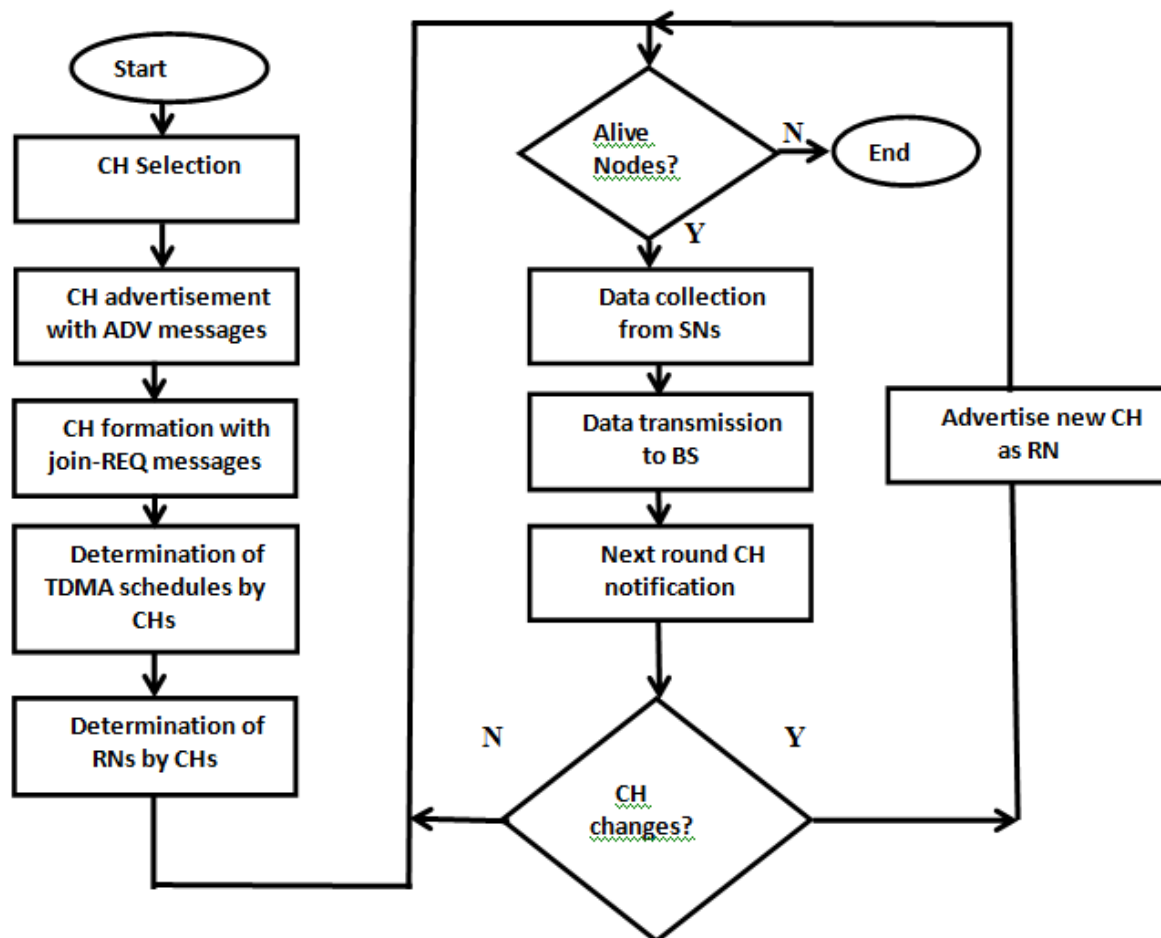 Start
CH Selection
CH advertisement
with ADV messages
CH formation with
join-REQ messages
Determination of
TDMA schedules by
CHs
Determination of
RNs by CHs
Alive
Nodes?
N
End
Y
Data collection
from SNs
Data transmission
to BS
Next round CH
notification
N
Y
CH
changes?
Advertise new CH
as RN